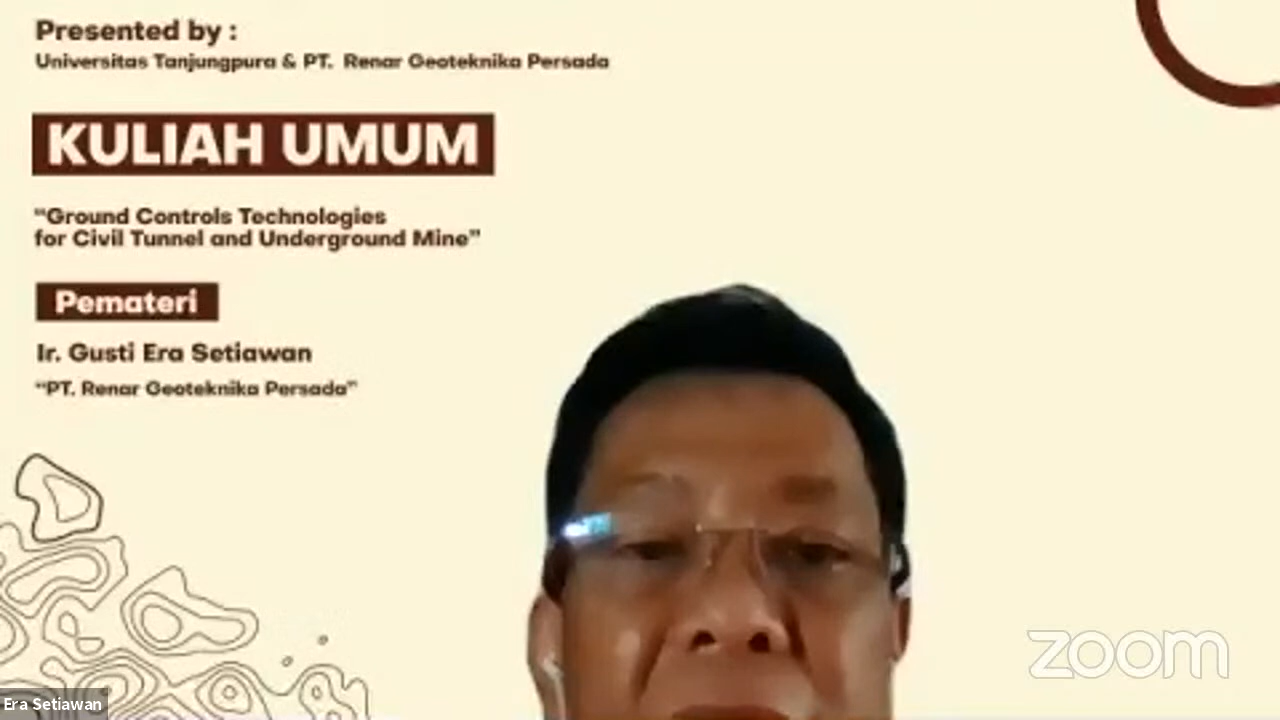 Presented by :
Universitas Tanjungpura & PT. Renar Geoteknika Persada
KULIAH UMUM
“Ground Controls Technologies
for Civil Tunnel and Underground Mine”
Pemateri
Ir. Gusti Era Setiawan
“PT. Renar Geoteknika Persada”
zoom
Era Setiawan